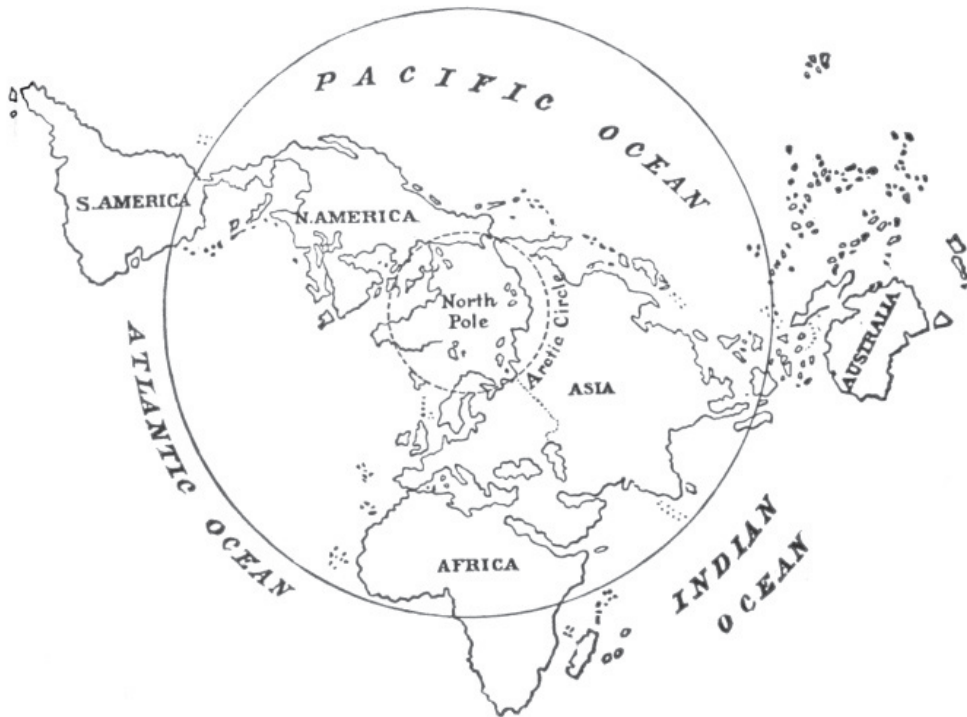 PACIFIC OCEAN
S. AMERICA
N. AMERICA
North
Pole
Arctic Circle
ASIA
AUSTRALIA
ATLANTIC OCEAN
AFRICA
INDIAN
OCEAN